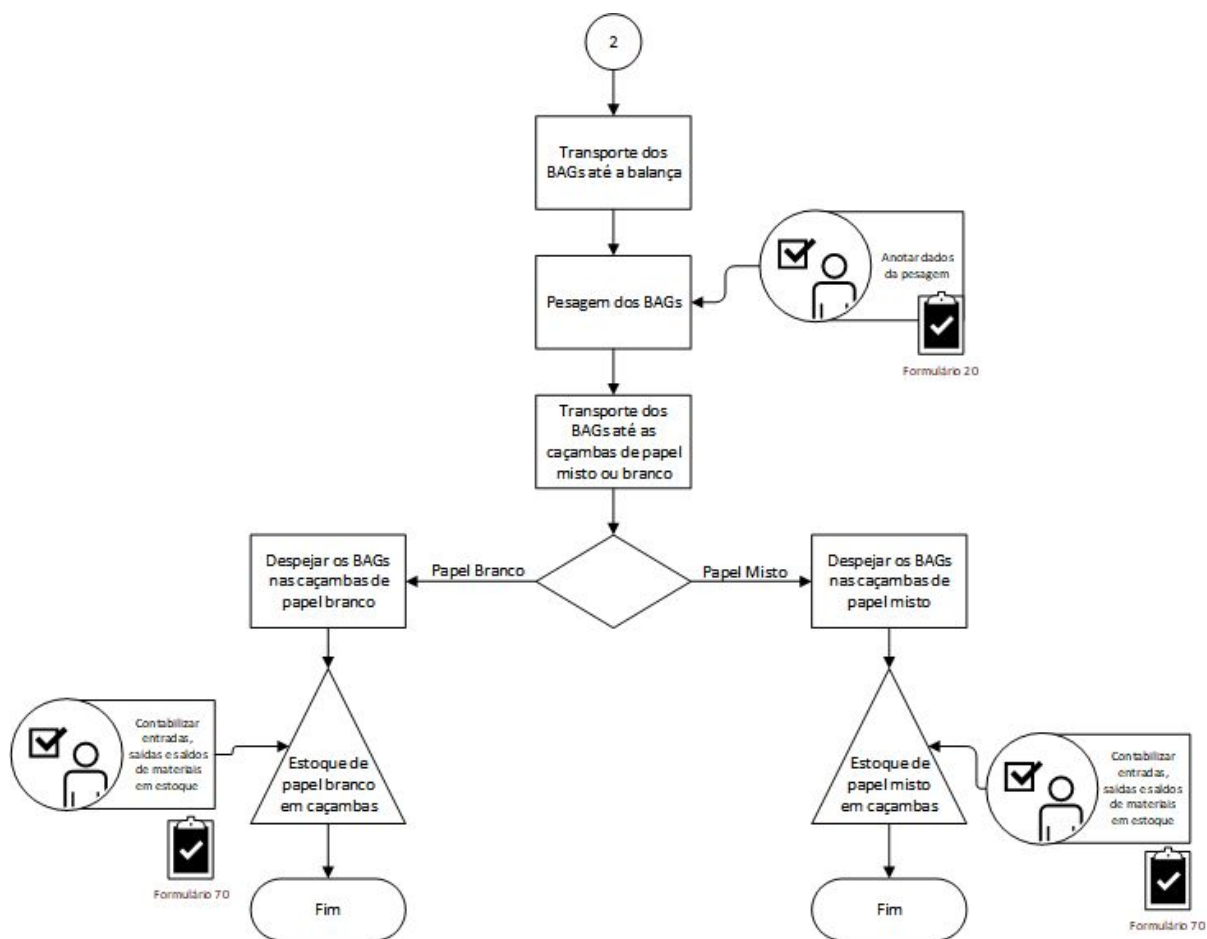 2
Transporte dos
BAGs até a balança
Anotar dados
da pesagem
Pesagem dos BAGs
Formulário 20
Transporte dos
BAGs até as
caçambas de papel
misto ou branco
Despejar os BAGs
nas caçambas de
papel branco
Papel Branco
Papel Misto
Despejar os BAGs
nas caçambas de
papel misto
Contabilizar
entradas,
saídas e saldos
de materiais
em estoque
Estoque de
papel branco
em caçambas
Estoque de
papel misto
em caçambas
Contabilizar
entradas,
saídas e saldos
de materiais
em estoque
Formulário 70
Fim
Fim
Formulário 70